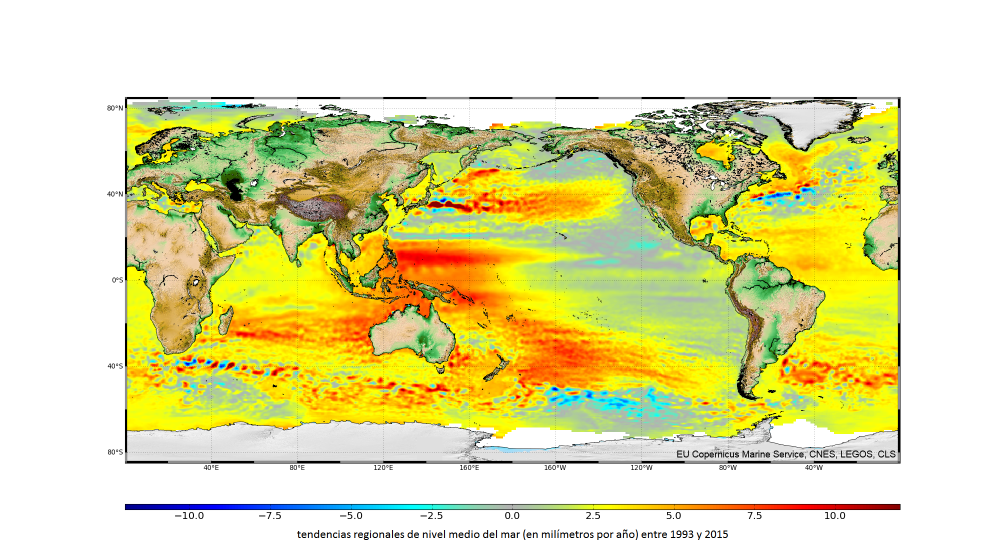 80°N
40°N
0°S
40°S
80°S
EU Copernicus Marine Service, CNES, LEGOS, CLS
40°E 80°E 120°E 160°E 160°W 120°W 80°W 40°W
−10.0 −7.5 −5.0 −2.5 0.0 2.5 5.0 7.5 10.0
tendencias regionales de nivel medio del mar (en milímetros por año) entre 1993 y 2015